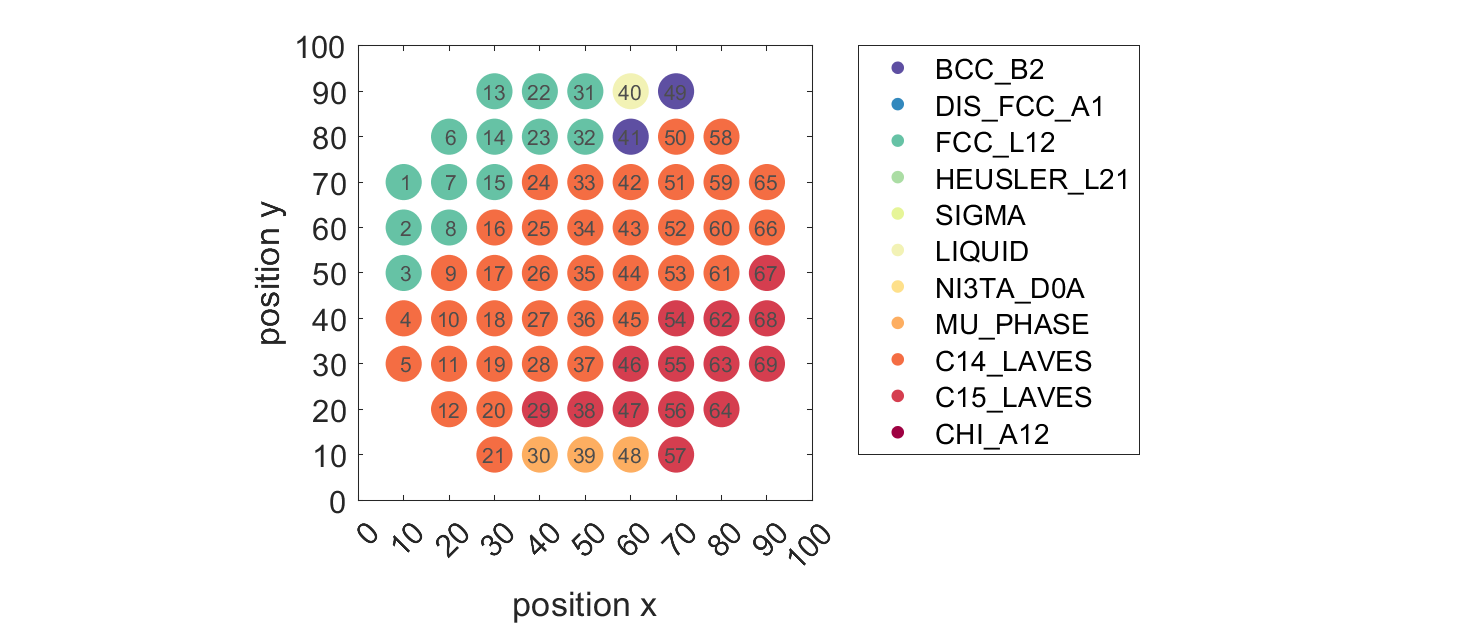 100
90
80
70
60
50
40
30
20
10
0
position y
13 22 31 40 49
6 14 23 32 41 50 58
1 7 15 24 33 42 51 59 65
2 8 16 25 34 43 52 60 66
3 9 17 26 35 44 53 61 67
4 10 18 27 36 45 54 62 68
5 11 19 28 37 46 55 63 69
12 20 29 38 47 56 64
21 30 39 48 57
0 10 20 30 40 50 60 70 80 90 100
position x
BCC_B2
DIS_FCC_A1
FCC_L12
HEUSLER_L21
SIGMA
LIQUID
NI3TA_D0A
MU_PHASE
C14_LAVES
C15_LAVES
CHI_A12